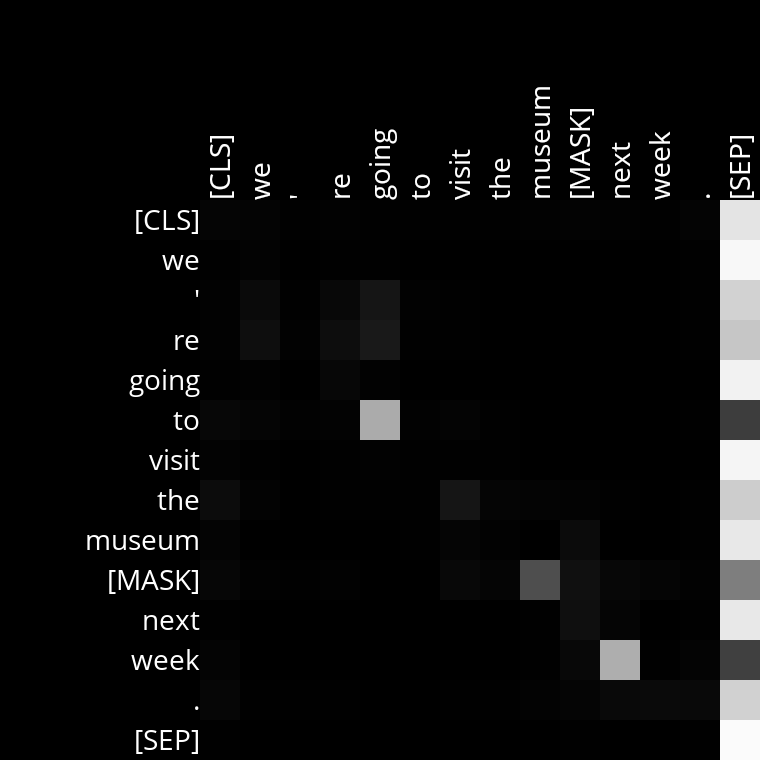 [CLS] we ' re going to visit the museum [MASK] next week . [SEP]
[CLS]
we
'
re
going
to
visit
the
museum
[MASK]
next
week
.
[SEP]